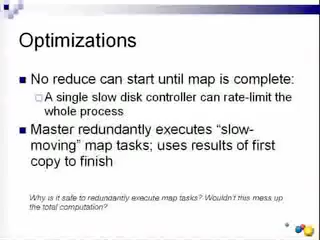 Optimizations
No reduce can start until map is complete:
A single slow disk controller can rate-limit the
whole process
Master redundantly executes “slow-
moving” map tasks; uses results of first
copy to finish
Why is it safe to redundantly execute map tasks? Wouldn't this mess up
the total computation?